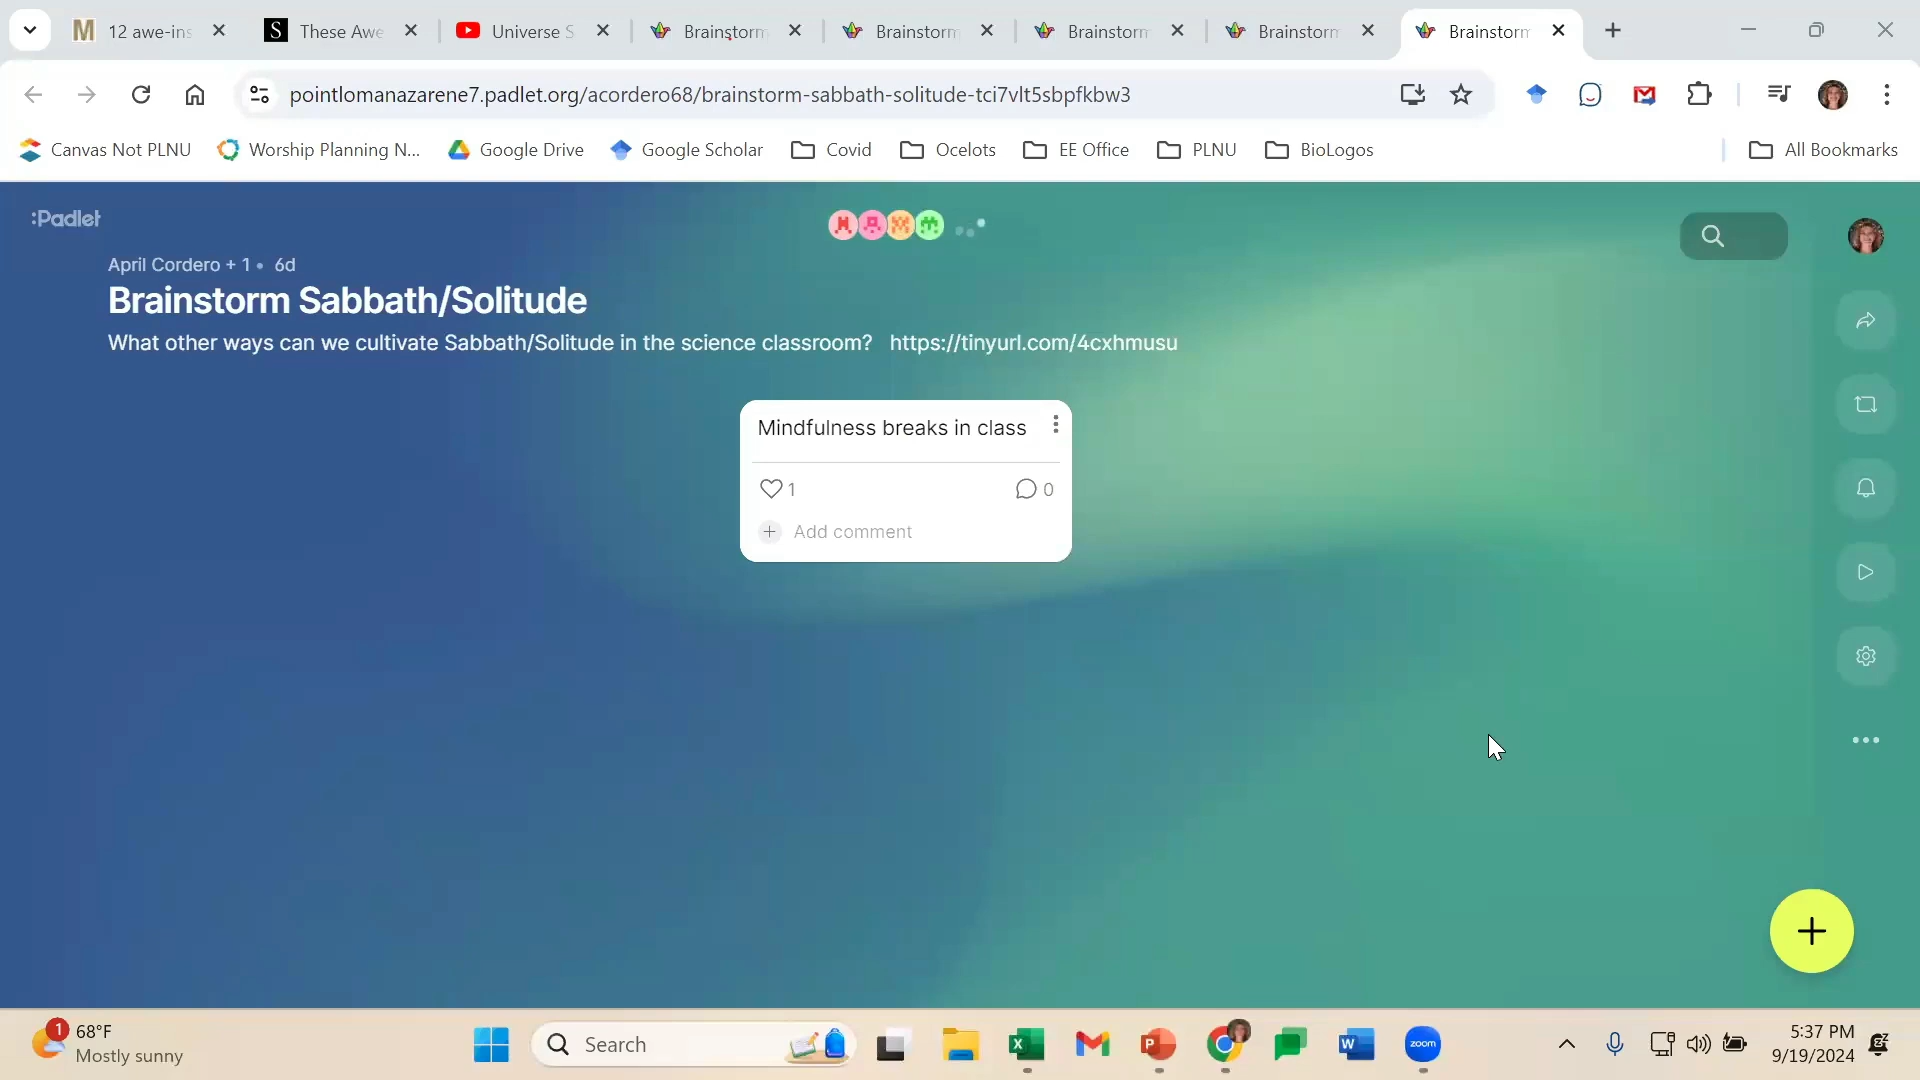 12 awe-ins
These Awe
Universe S
Brainstorm
Brainstorm
Brainstorm
Brainstorm
Brainstorm
pointlomanazarene7.padlet.org/acordero68/brainstorm-sabbath-solitude-tci7vlt5sbpfkbw3
Canvas Not PLNU
Worship Planning N...
Google Drive
Google Scholar
Covid
Ocelots
EE Office
PLNU
BioLogos
All Bookmarks
:Padlet
April Cordero + 1 • 6d
Brainstorm Sabbath/Solitude
What other ways can we cultivate Sabbath/Solitude in the science classroom? https://tinyurl.com/4cxhmusu
Mindfulness breaks in class
1
0
Add comment
1
68°F
Mostly sunny
Search
zoom
5:37 PM
9/19/2024